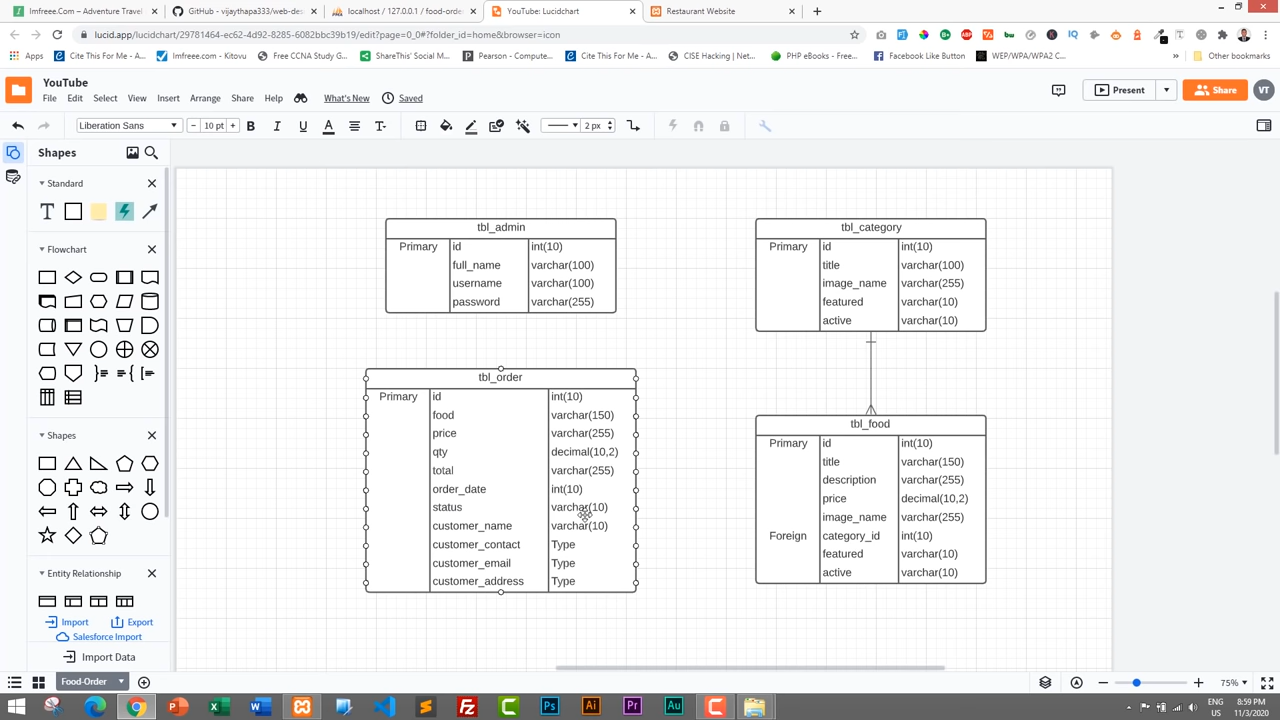 Imfreee.Com – Adventure Travel
GitHub - vijaythapa333/web-des
localhost / 127.0.0.1 / food-orde
YouTube: Lucidchart
Restaurant Website
lucid.app/lucidchart/29781464-ec62-4d92-8285-6082bbc39b19/edit?page=0_0#?folder_id=home&browser=icon
Apps
Cite This For Me - f...
Imfreee.com - Kitovu
Free CCNA Study G...
ShareThis' Social M...
Pearson - Compute...
Cite This For Me - f...
CISE Hacking | Net...
PHP eBooks - Free...
Facebook Like Button
WEP/WPA/WPA2 C...
Other bookmarks
YouTube
File Edit Select View Insert Arrange Share Help What's New Saved
Present
Share
VT
Liberation Sans
10 pt
2 px
Shapes
Standard
Flowchart
Shapes
Entity Relationship
Import
Export
Salesforce Import
Import Data
tbl_admin
Primary id int(10)
full_name varchar(100)
username varchar(100)
password varchar(255)
tbl_category
Primary id int(10)
title varchar(100)
image_name varchar(255)
featured varchar(10)
active varchar(10)
tbl_order
Primary id int(10)
food varchar(150)
price varchar(255)
qty decimal(10,2)
total varchar(255)
order_date int(10)
status varchar(10)
customer_name varchar(10)
customer_contact Type
customer_email Type
customer_address Type
tbl_food
Primary id int(10)
title varchar(150)
description varchar(255)
price decimal(10,2)
image_name varchar(255)
Foreign category_id int(10)
featured varchar(10)
active varchar(10)
Food-Order
75%
ENG
US
8:59 PM
11/3/2020